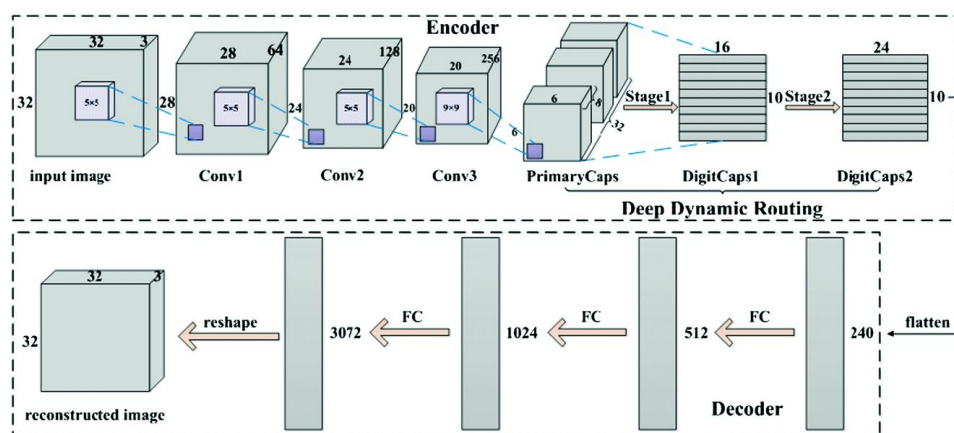 Encoder
32 3
32
5×5
input image
28 64
28
5×5
Conv1
24 128
24
5×5
Conv2
20 256
20
9×9
Conv3
6
6
8
32
PrimaryCaps
Stage1
16
10
DigitCaps1
Stage2
24
10
DigitCaps2
Deep Dynamic Routing
32 3
32
reconstructed image
reshape
3072
FC
1024
FC
512
FC
240
flatten
Decoder